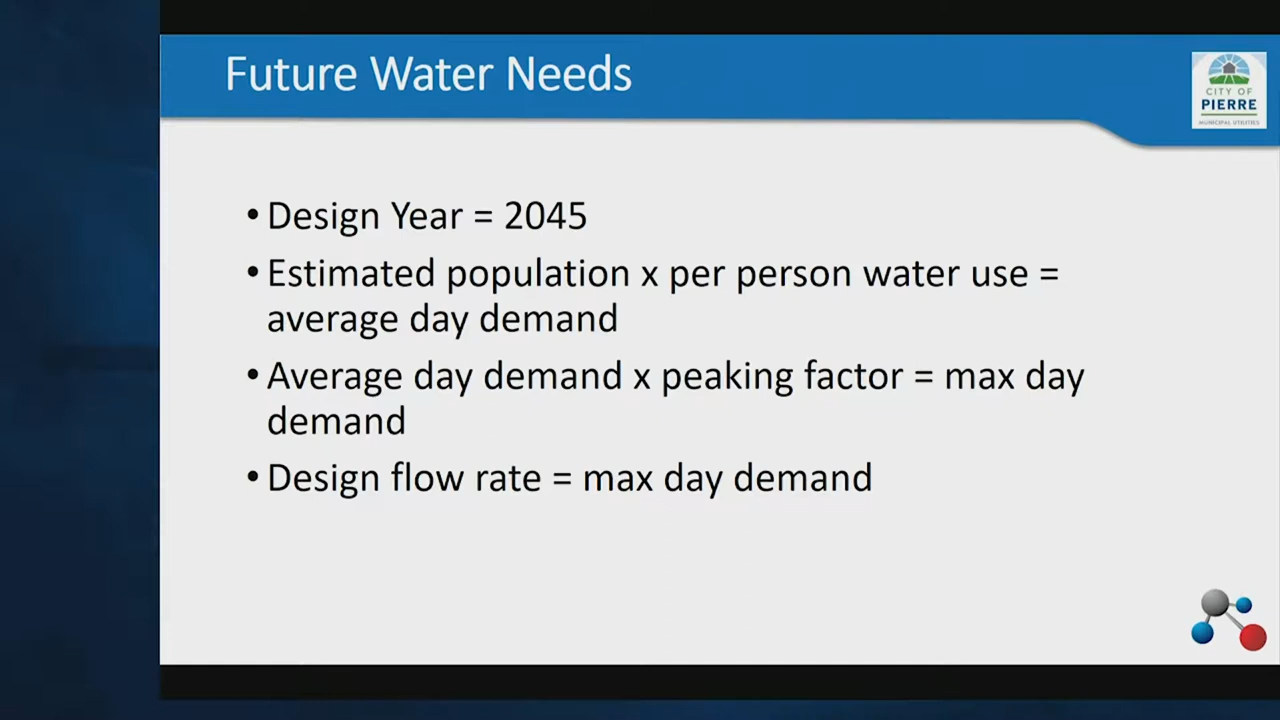 Future Water Needs
CITY OF
PIERRE
MUNICIPAL UTILITIES
• Design Year = 2045
• Estimated population x per person water use =
average day demand
• Average day demand x peaking factor = max day
demand
• Design flow rate = max day demand